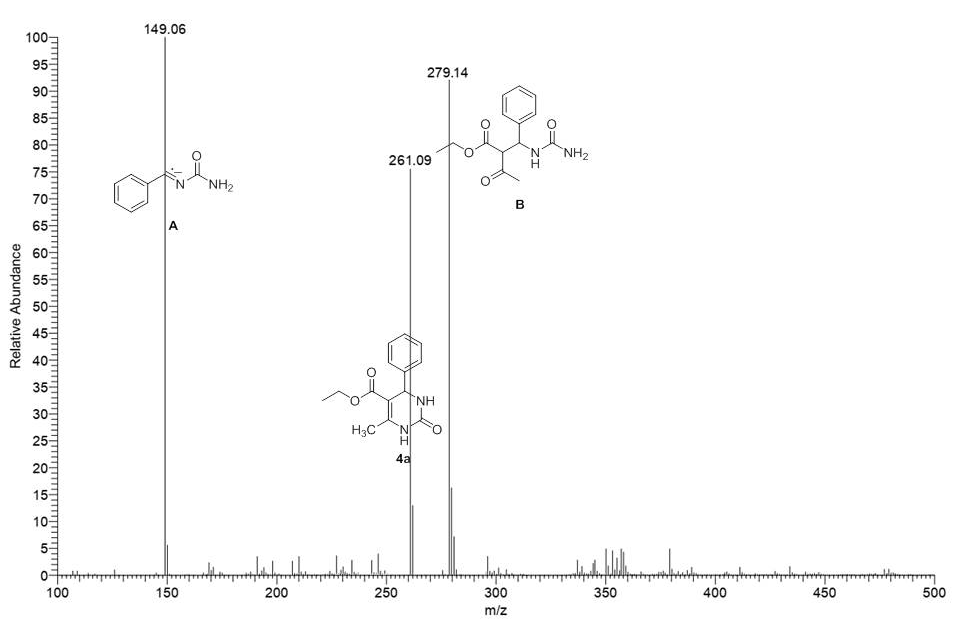 149.06
279.14
261.09
100
95
90
85
80
75
70
65
60
55
50
45
40
35
30
25
20
15
10
5
0
Relative Abundance
O
N
NH2
A
O
O
O
N
H
O
NH2
B
O
O
NH
H3C
N
H
O
4a
100 150 200 250 300 350 400 450 500
m/z